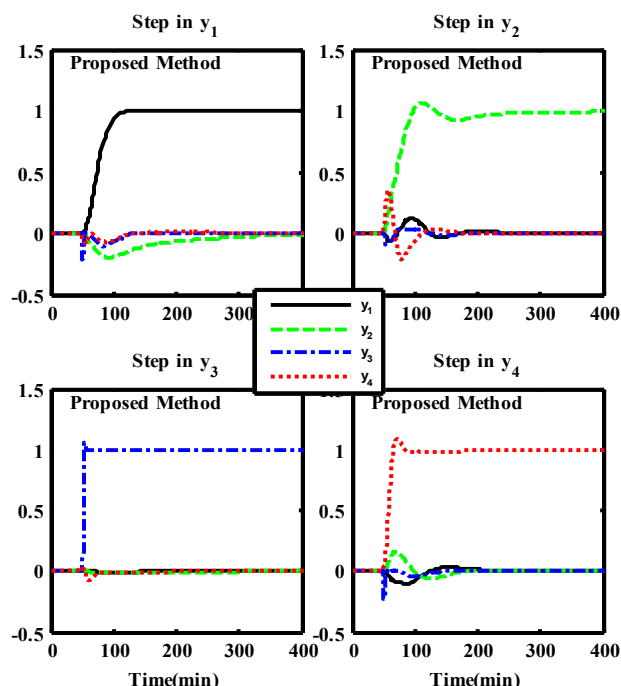 Step in y1
Step in y2
1.5
1
0.5
0
-0.5
Proposed Method
0 100 200 300
1.5
1
0.5
0
-0.5
Proposed Method
0 100 200 300 400
y1
y2
y3
y4
Step in y3
Step in y4
1.5
1
0.5
0
-0.5
Proposed Method
0 100 200 300 400
Time(min)
1
0.5
0
-0.5
Proposed Method
0 100 200 300 400
Time(min)